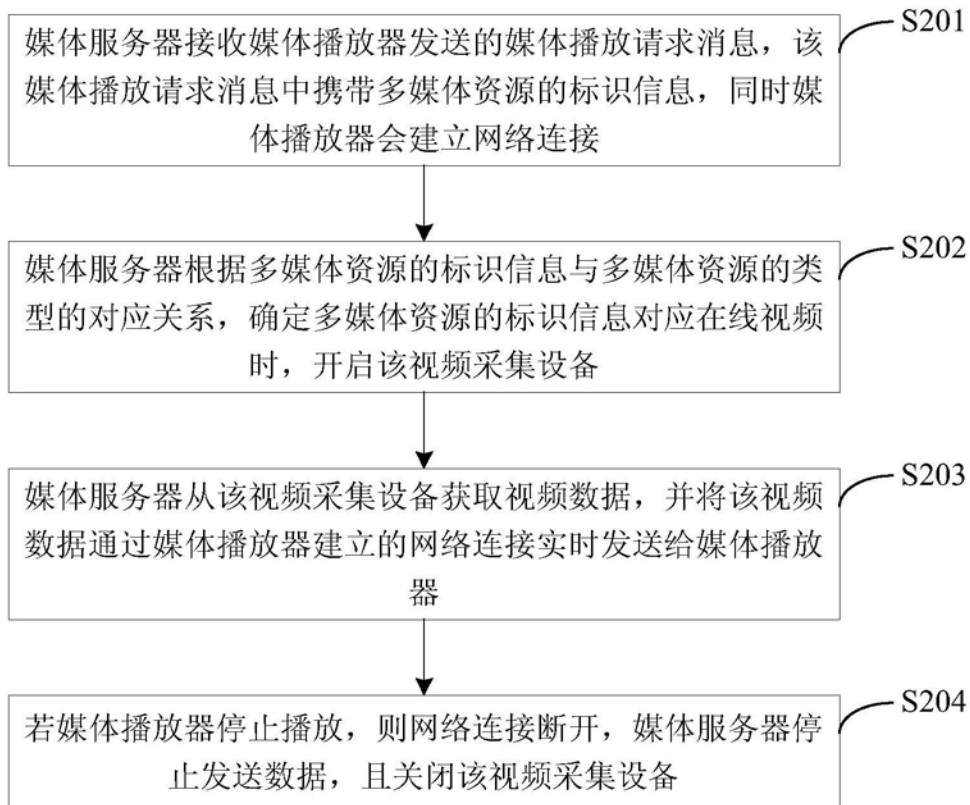 媒体服务器接收媒体播放器发送的媒体播放请求消息，该
媒体播放请求消息中携带多媒体资源的标识信息，同时媒
体播放器会建立网络连接
S201
媒体服务器根据多媒体资源的标识信息与多媒体资源的类
型的对应关系，确定多媒体资源的标识信息对应在线视频
时，开启该视频采集设备
S202
媒体服务器从该视频采集设备获取视频数据，并将该视频
数据通过媒体播放器建立的网络连接实时发送给媒体播放
器
S203
若媒体播放器停止播放，则网络连接断开，媒体服务器停
止发送数据，且关闭该视频采集设备
S204